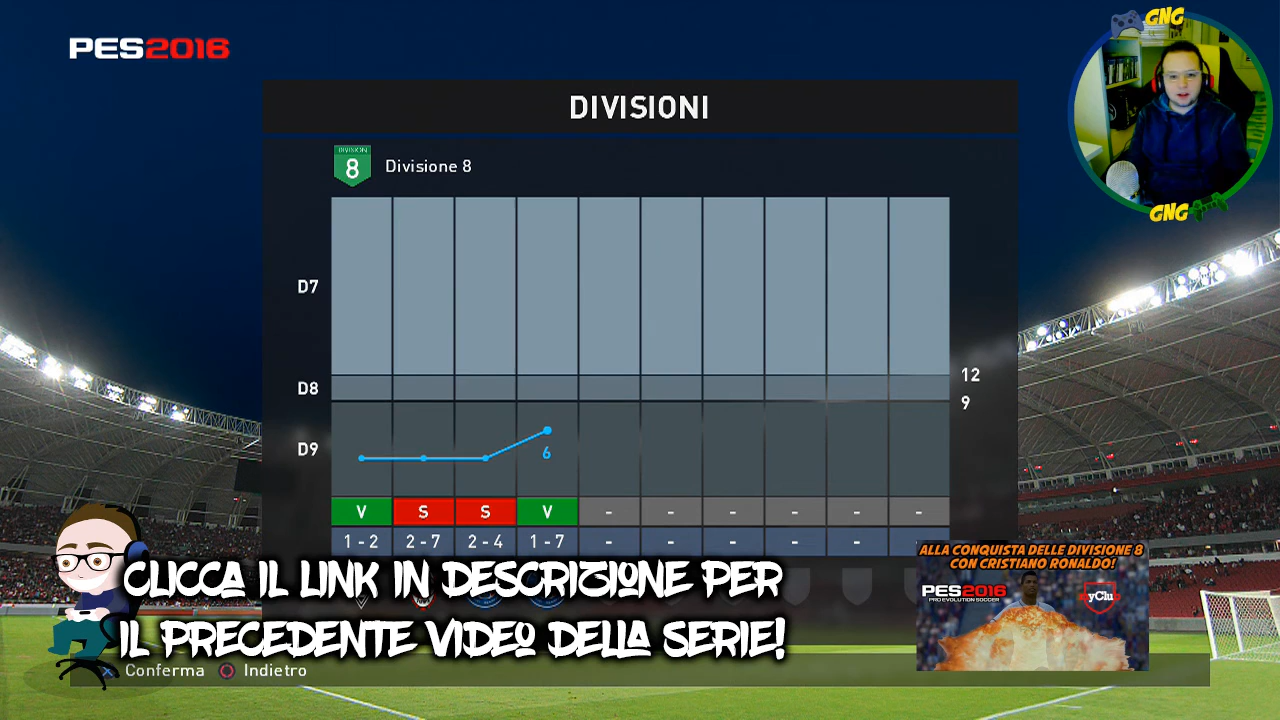 PES2016
GNG
DIVISIONI
DIVISION
8
Divisione 8
D7
D8
D9
12
9
6
V S S V - - - - - -
1 - 2 2 - 7 2 - 4 1 - 7 - - - - - -
GNG
CLICCA IL LINK IN DESCRIZIONE PER
IL PRECEDENTE VIDEO DELLA SERIE!
ALLA CONQUISTA DELLE DIVISIONE 8
CON CRISTIANO RONALDO!
PES2016
PRO EVOLUTION SOCCER
yClu
Conferma Indietro